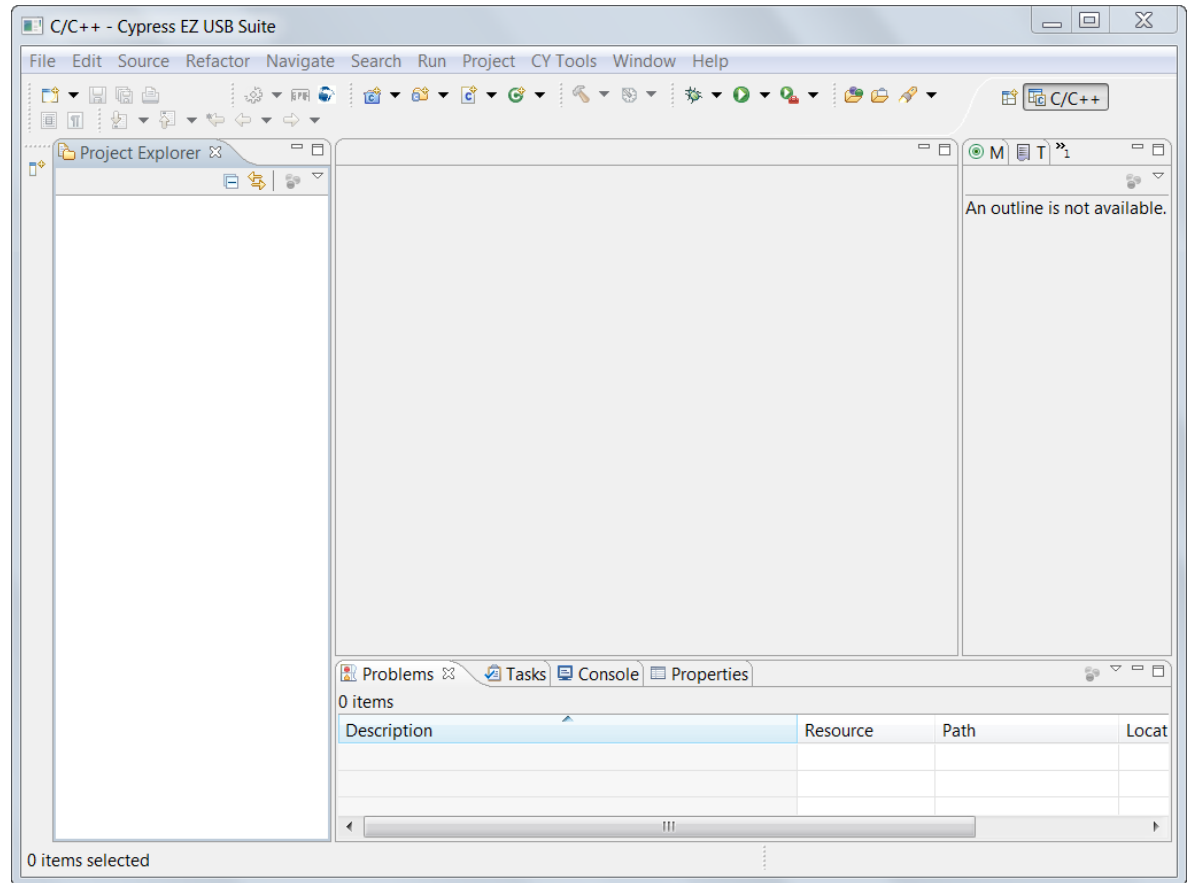 C/C++ - Cypress EZ USB Suite
File Edit Source Refactor Navigate Search Run Project CY Tools Window Help
C/C++
Project Explorer
M T »1
An outline is not available.
Problems Tasks Console Properties
0 items
Description Resource Path Locat
0 items selected